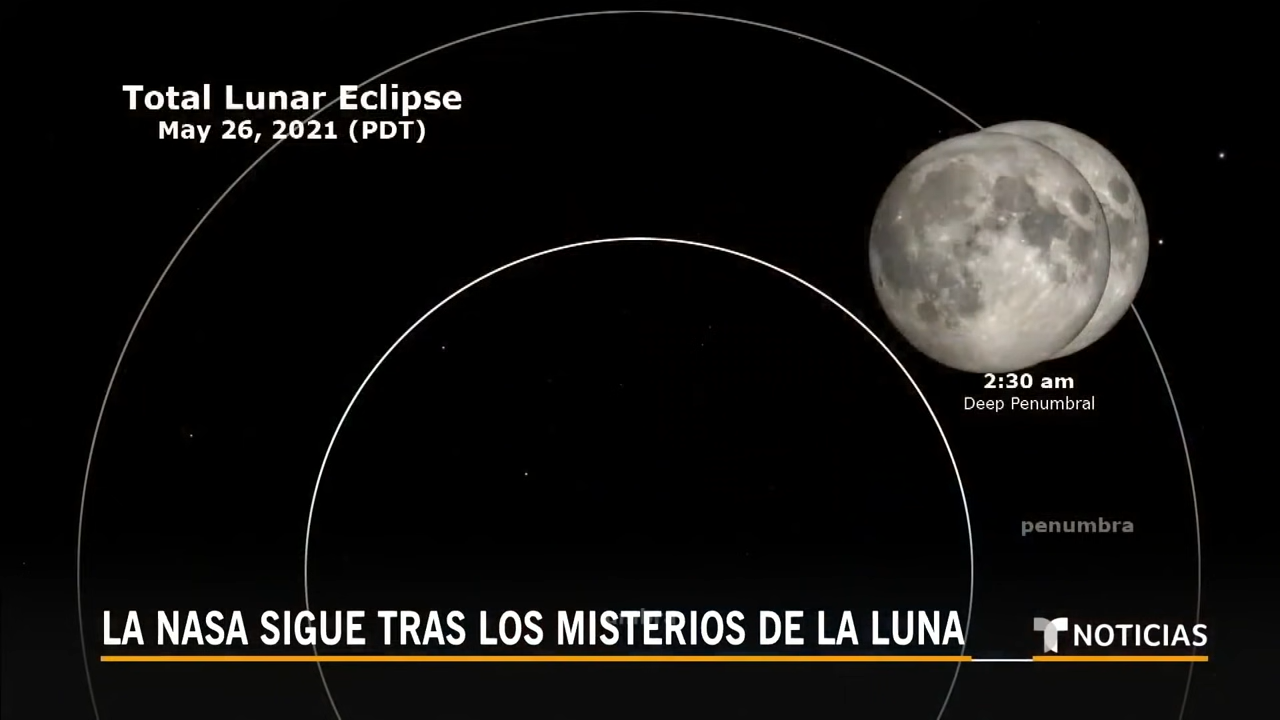 Total Lunar Eclipse
May 26, 2021 (PDT)
2:30 am
Deep Penumbral
penumbra
LA NASA SIGUE TRAS LOS MISTERIOS DE LA LUNA
NOTICIAS